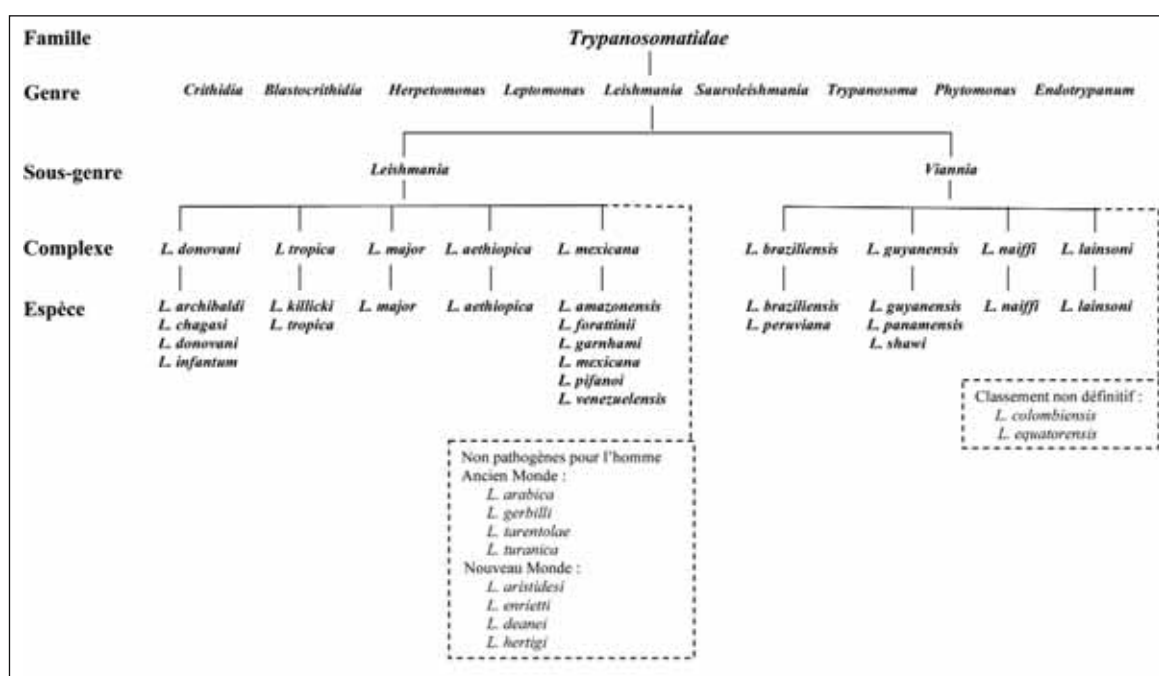 Famille Trypanosomatidae
Genre Crithidia Blastocrithidia Herpetomonas Leptomonas Leishmania Sauroleishmania Trypanosoma Phytomonas Endotrypanum
Sous-genre Leishmania Viannia
Complexe L. donovani L tropica L. major L. aethiopica L. mexicana L. braziliensis L. guyanensis L. naiffi L. lainsoni
Espèce L. archibaldi L. killicki L. major L. aethiopica L. amazonensis L. braziliensis L. guyanensis L. naiffi L. lainsoni
L. chagasi L. tropica L. forattinii L. peruviana L. panamensis
L. donovani L. garnhami L. shawi
L. infantum L. mexicana
L. pifanoi
L. venezuelensis
Classement non définitif :
L. colombiensis
L. equatorensis
Non pathogènes pour l'homme
Ancien Monde :
L. arabica
L. gerbilli
L. tarentolae
L. turanica
Nouveau Monde :
L. aristidesi
L. enrietti
L. deanei
L. hertigi